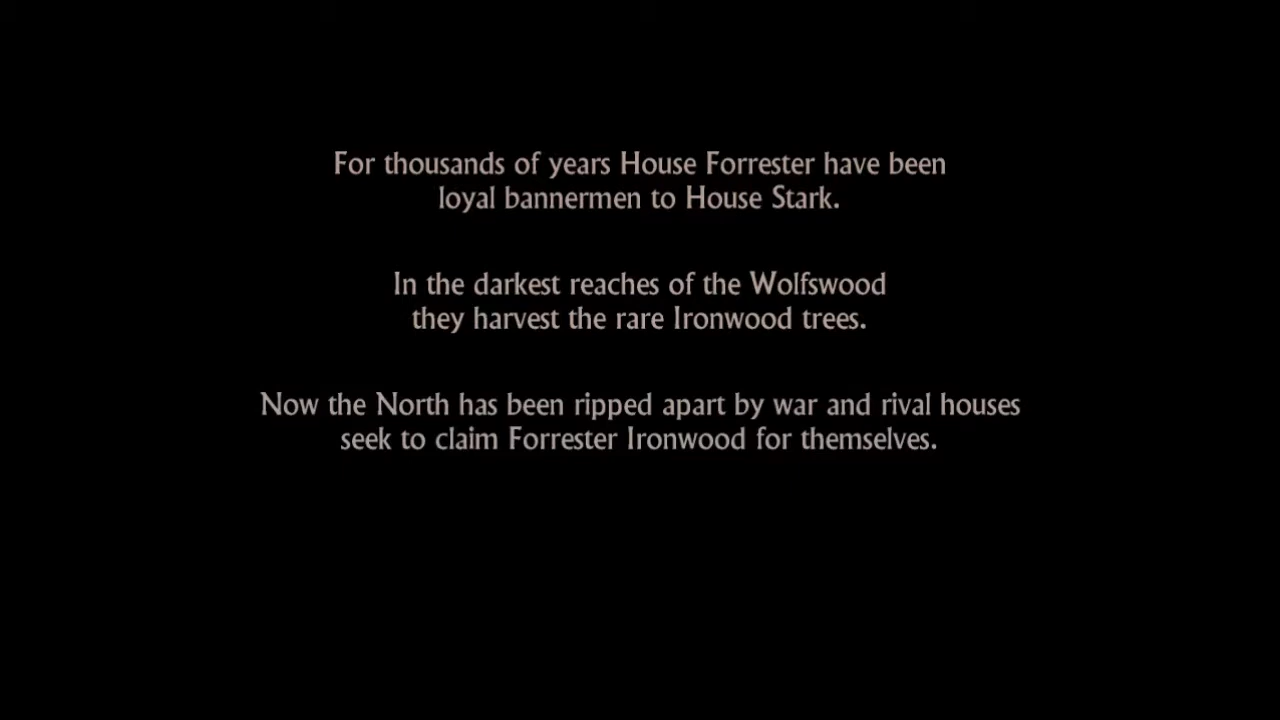 For thousands of years House Forrester have been
loyal bannermen to House Stark.
In the darkest reaches of the Wolfswood
they harvest the rare Ironwood trees.
Now the North has been ripped apart by war and rival houses
seek to claim Forrester Ironwood for themselves.